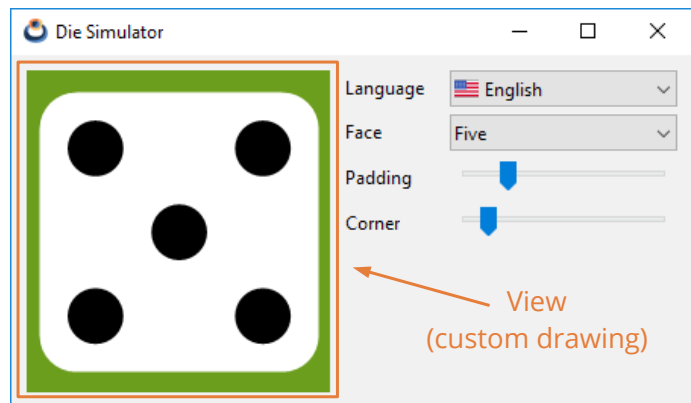 Die Simulator
Language
English
Face
Five
Padding
Corner
View
(custom drawing)